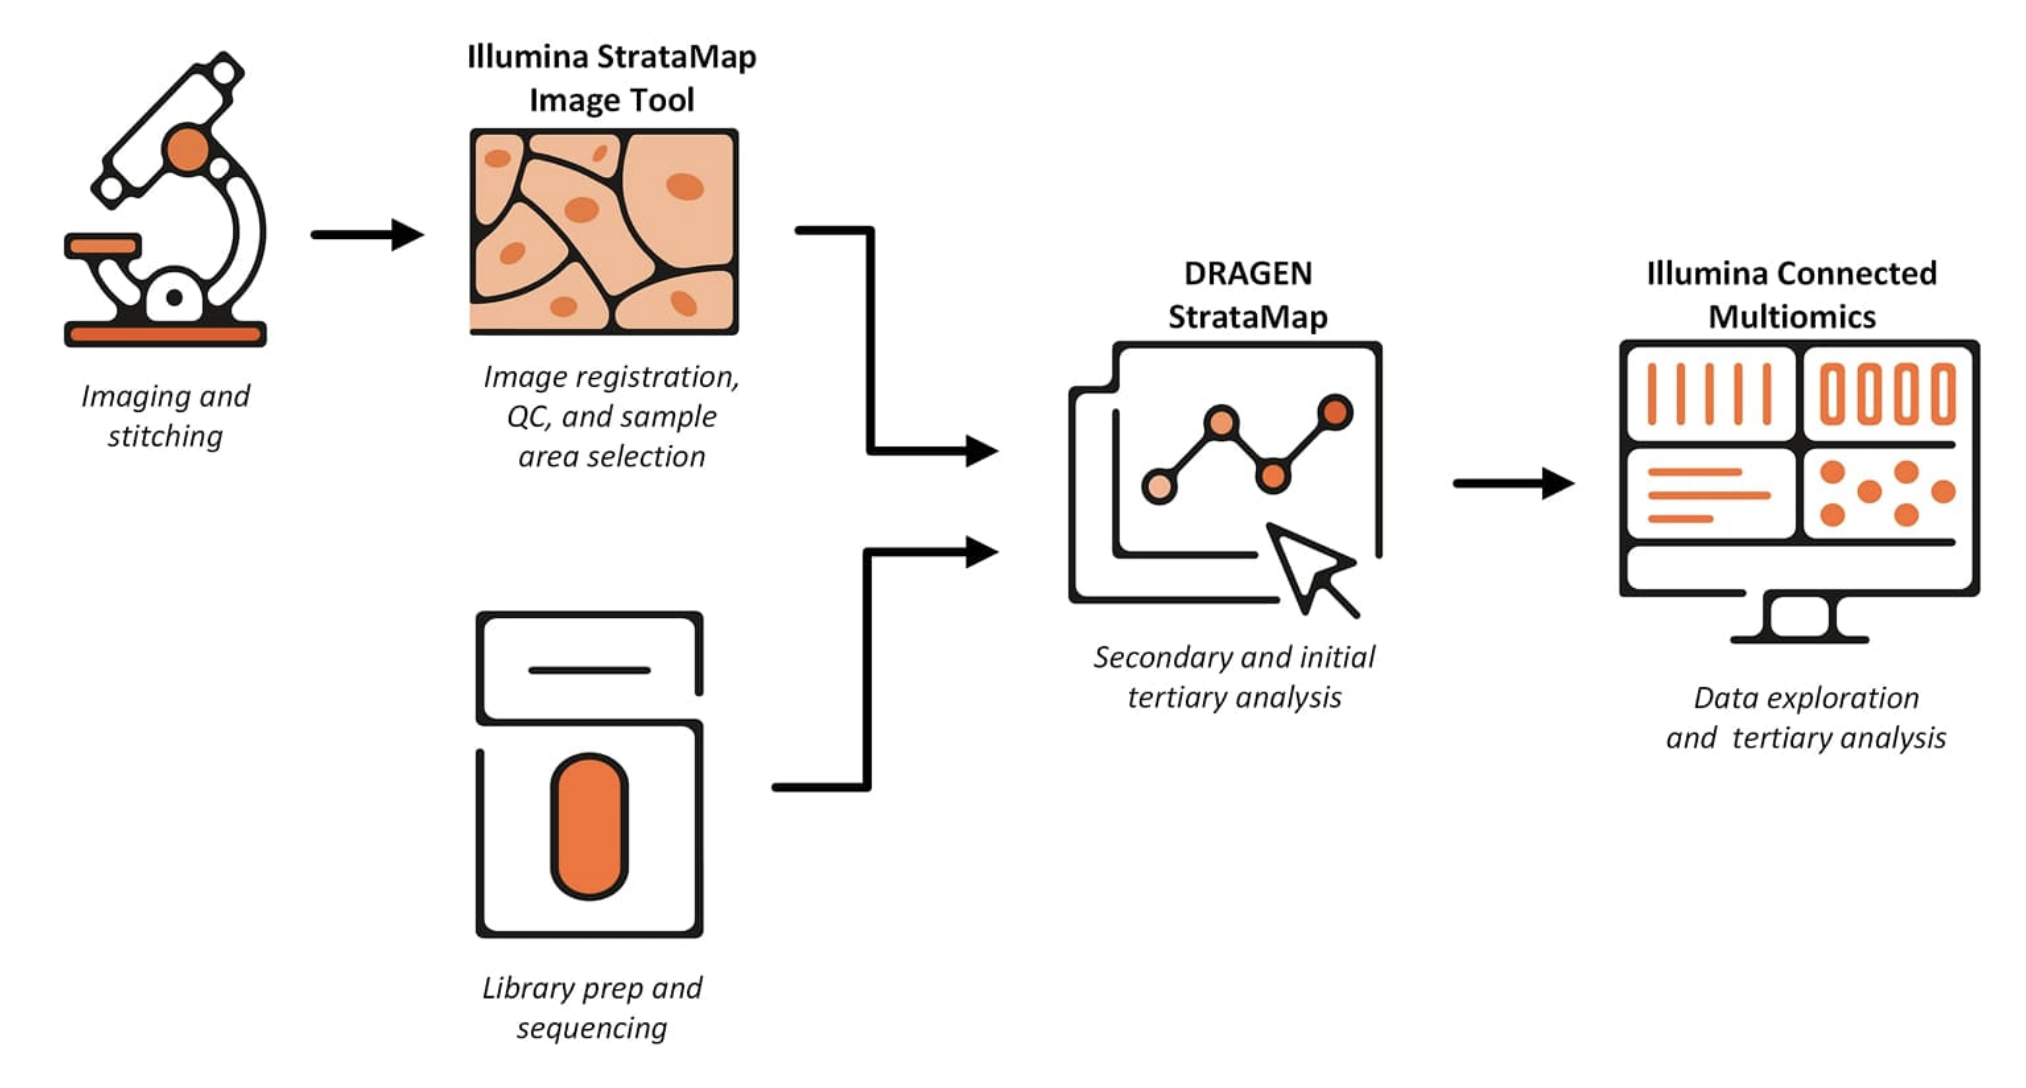 Illumina StrataMap
Image Tool
Imaging and
stitching
Image registration,
QC, and sample
area selection
Library prep and
sequencing
DRAGEN
StrataMap
Secondary and initial
tertiary analysis
Illumina Connected
Multiomics
Data exploration
and tertiary analysis